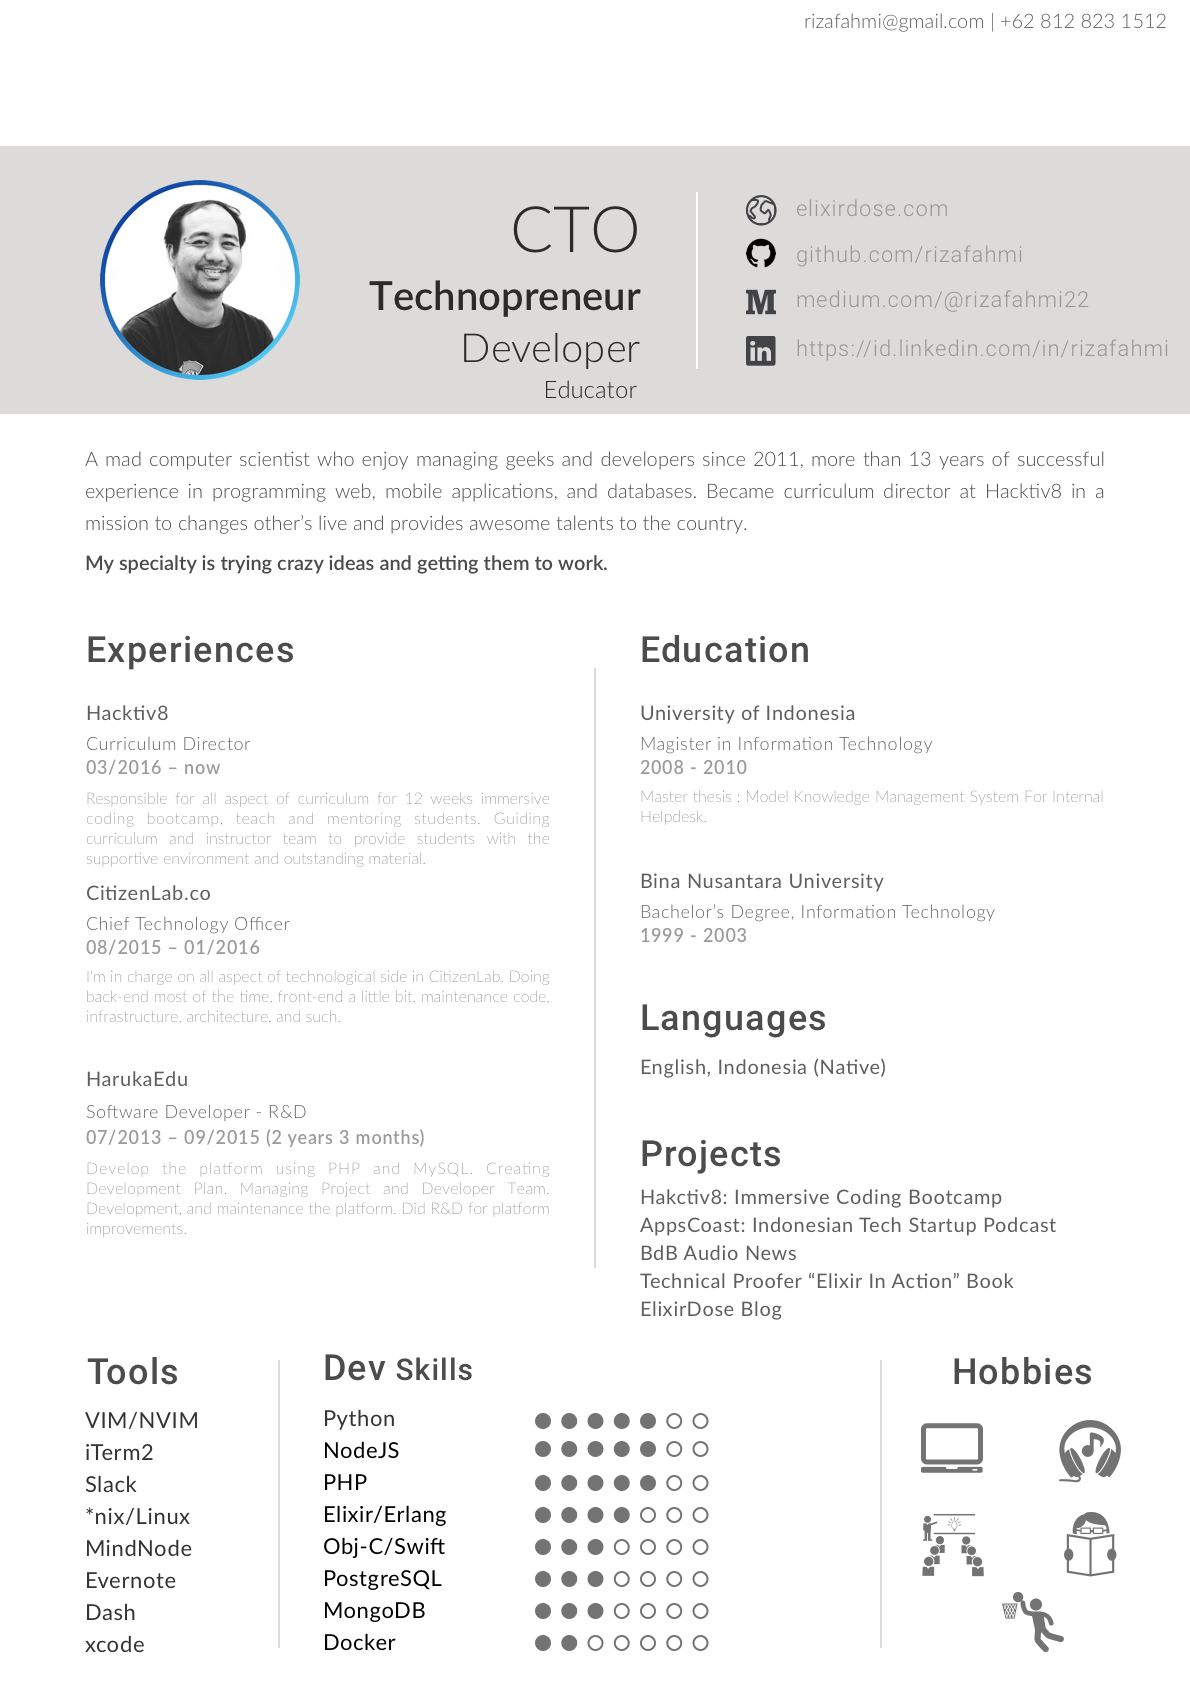 rizafahmi@gmail.com | +62 812 823 1512
CTO
Technopreneur
Developer
Educator
elixirdose.com
github.com/rizafahmi
medium.com/@rizafahmi22
https://id.linkedin.com/in/rizafahmi
A mad computer scientist who enjoy managing geeks and developers since 2011, more than 13 years of successful
experience in programming web, mobile applications, and databases. Became curriculum director at Hacktiv8 in a
mission to changes other's live and provides awesome talents to the country.
My specialty is trying crazy ideas and getting them to work.
Experiences
Hacktiv8
Curriculum Director
03/2016 – now
Responsible for all aspect of curriculum for 12 weeks immersive
coding bootcamp, teach and mentoring students. Guiding
curriculum and instructor team to provide students with the
supportive environment and outstanding material.
CitizenLab.co
Chief Technology Officer
08/2015 – 01/2016
I'm in charge on all aspect of technological side in CitizenLab. Doing
back-end most of the time, front-end a little bit, maintenance code,
infrastructure, architecture, and such.
HarukaEdu
Software Developer - R&D
07/2013 – 09/2015 (2 years 3 months)
Develop the platform using PHP and MySQL. Creating
Development Plan. Managing Project and Developer Team.
Development, and maintenance the platform. Did R&D for platform
improvements.
Education
University of Indonesia
Magister in Information Technology
2008 - 2010
Master thesis : Model Knowledge Management System For Internal
Helpdesk.
Bina Nusantara University
Bachelor's Degree, Information Technology
1999 - 2003
Languages
English, Indonesia (Native)
Projects
Hakctiv8: Immersive Coding Bootcamp
AppsCoast: Indonesian Tech Startup Podcast
BdB Audio News
Technical Proofer “Elixir In Action” Book
ElixirDose Blog
Tools
VIM/NVIM
iTerm2
Slack
*nix/Linux
MindNode
Evernote
Dash
xcode
Dev Skills
Python
NodeJS
PHP
Elixir/Erlang
Obj-C/Swift
PostgreSQL
MongoDB
Docker
Hobbies